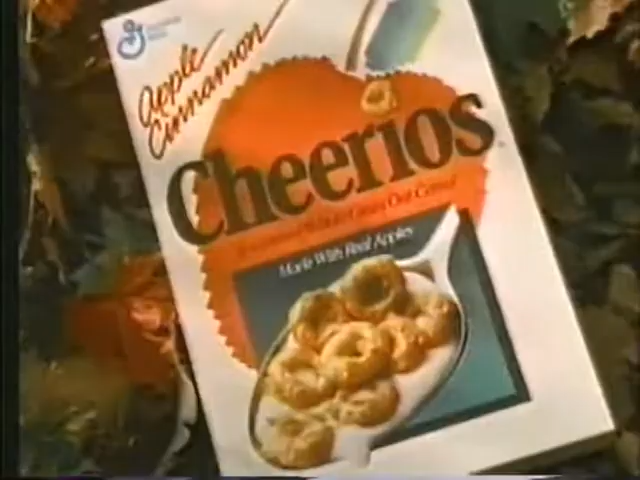 Apple
Cinnamon
Cheerios
Made With Real Apples